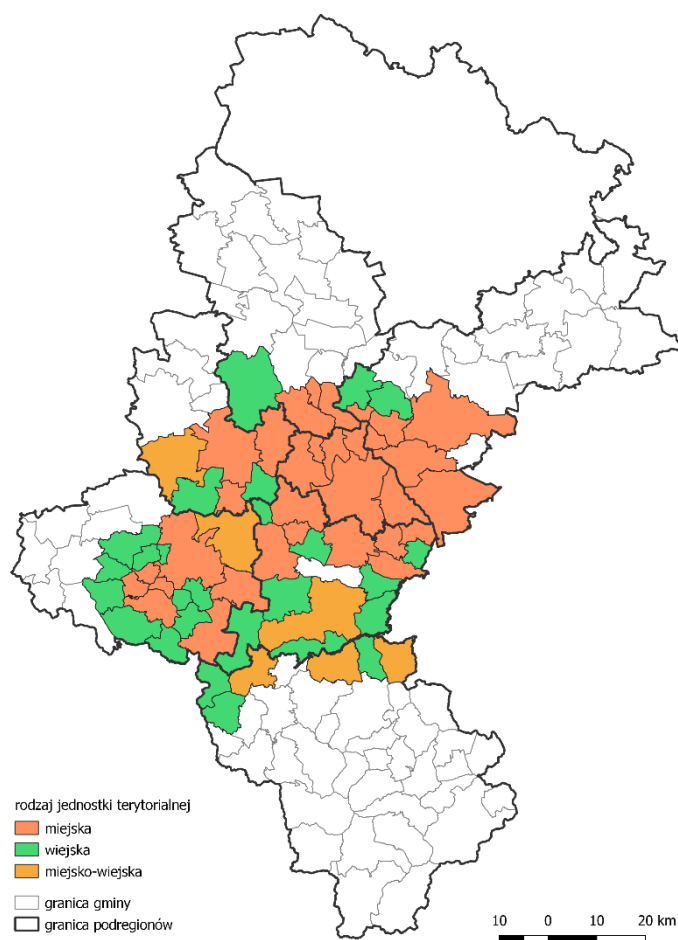 rodzaj jednostki terytorialnej
miejska
wiejska
miejsko-wiejska
granica gminy
granica podregionów
10 0 10 20 km